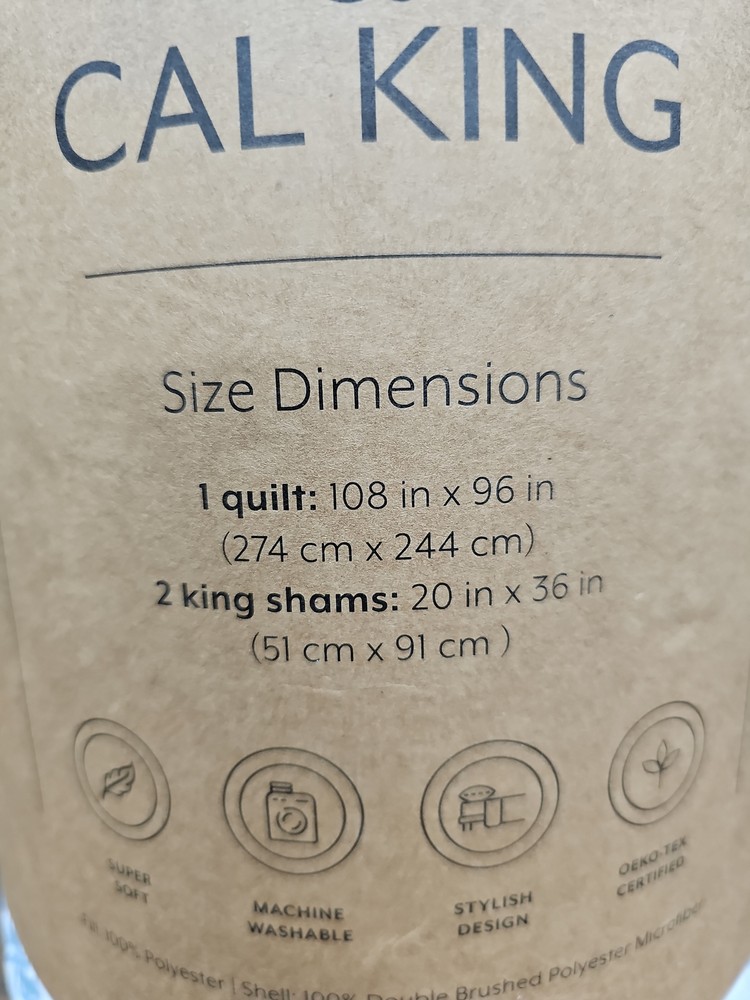 CAL KING
Size Dimensions
1 quilt: 108 in x 96 in
(274 cm x 244 cm)
2 king shams: 20 in x 36 in
(51 cm x 91 cm )
SUPER
SOFT
MACHINE
WASHABLE
STYLISH
DESIGN
OEKO-TEX
CERTIFIED
Fill: 100% Polyester | Shell: 100% Double Brushed Polyester Microfiber